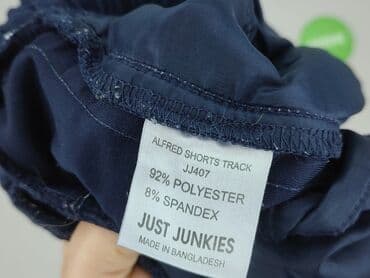 ALFRED SHORTS TRACK
JJ407
92% POLYESTER
8% SPANDEX
JUST JUNKIES
MADE IN BANGLADESH